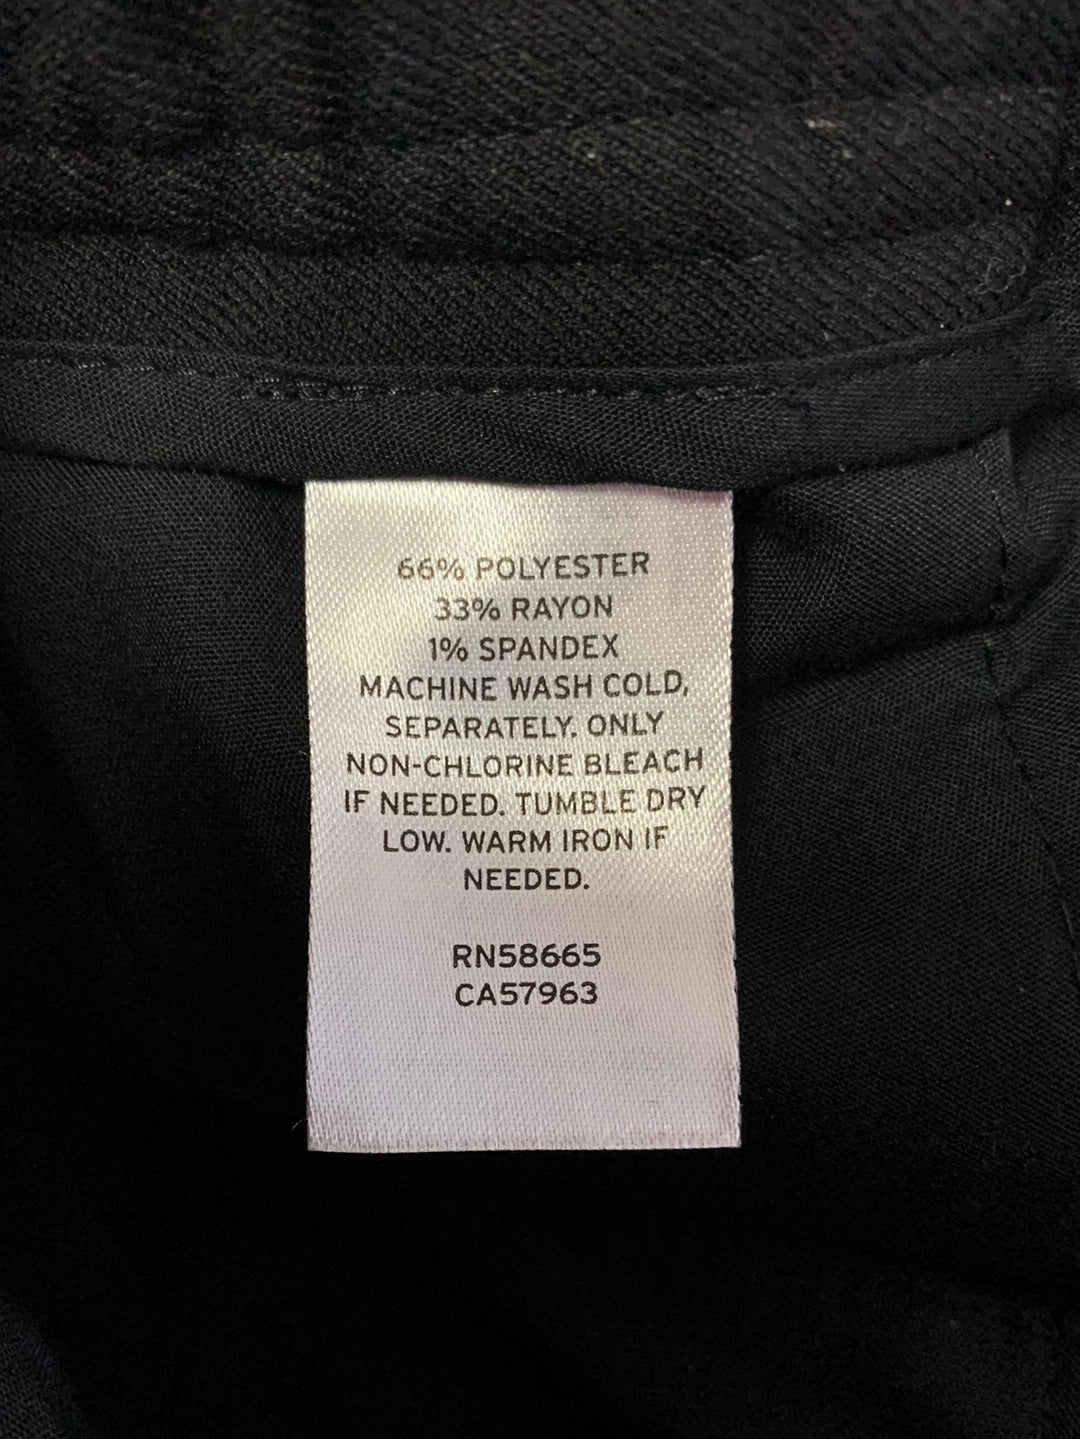 66% POLYESTER
33% RAYON
1% SPANDEX
MACHINE WASH COLD,
SEPARATELY. ONLY
NON-CHLORINE BLEACH
IF NEEDED. TUMBLE DRY
LOW. WARM IRON IF
NEEDED.
RN58665
CA57963